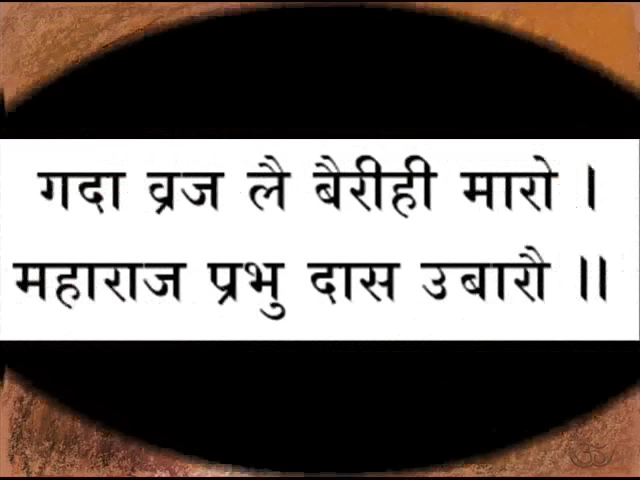 गदा व्रज लै बैरीही मारो ।
महाराज प्रभु दास उबारौ ।।
ॐ